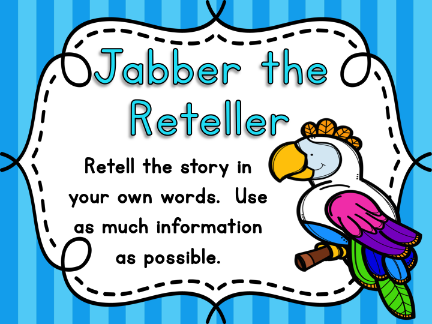 Jabber the
Reteller
Retell the story in
your own words.  Use
as much information
as possible.